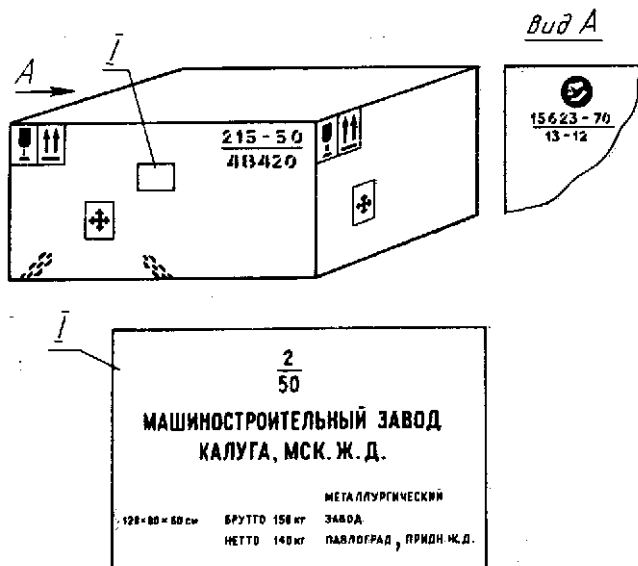 I
Вид А
А
215-50
4В420
15623-70
13-12
I
2
50
МАШИНОСТРОИТЕЛЬНЫЙ ЗАВОД
КАЛУГА, МСК. Ж. Д.
МЕТАЛЛУРГИЧЕСКИЙ
120×80×60 см БРУТТО 150 кг ЗАВОД
НЕТТО 140 кг ПАВЛОГРАД, ПРИДН. Ж. Д.